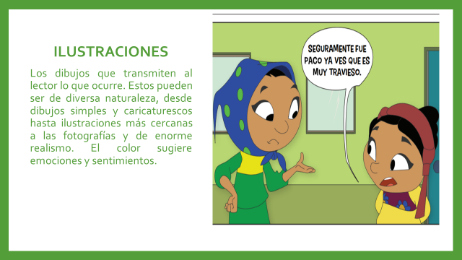 ILUSTRACIONES
Los dibujos que transmiten al
lector lo que ocurre. Estos pueden
ser de diversa naturaleza, desde
dibujos simples y caricaturescos
hasta ilustraciones más cercanas
a las fotografías y de enorme
realismo. El color sugiere
emociones y sentimientos.
SEGURAMENTE FUE
PACO YA VES QUE ES
MUY TRAVIESO.